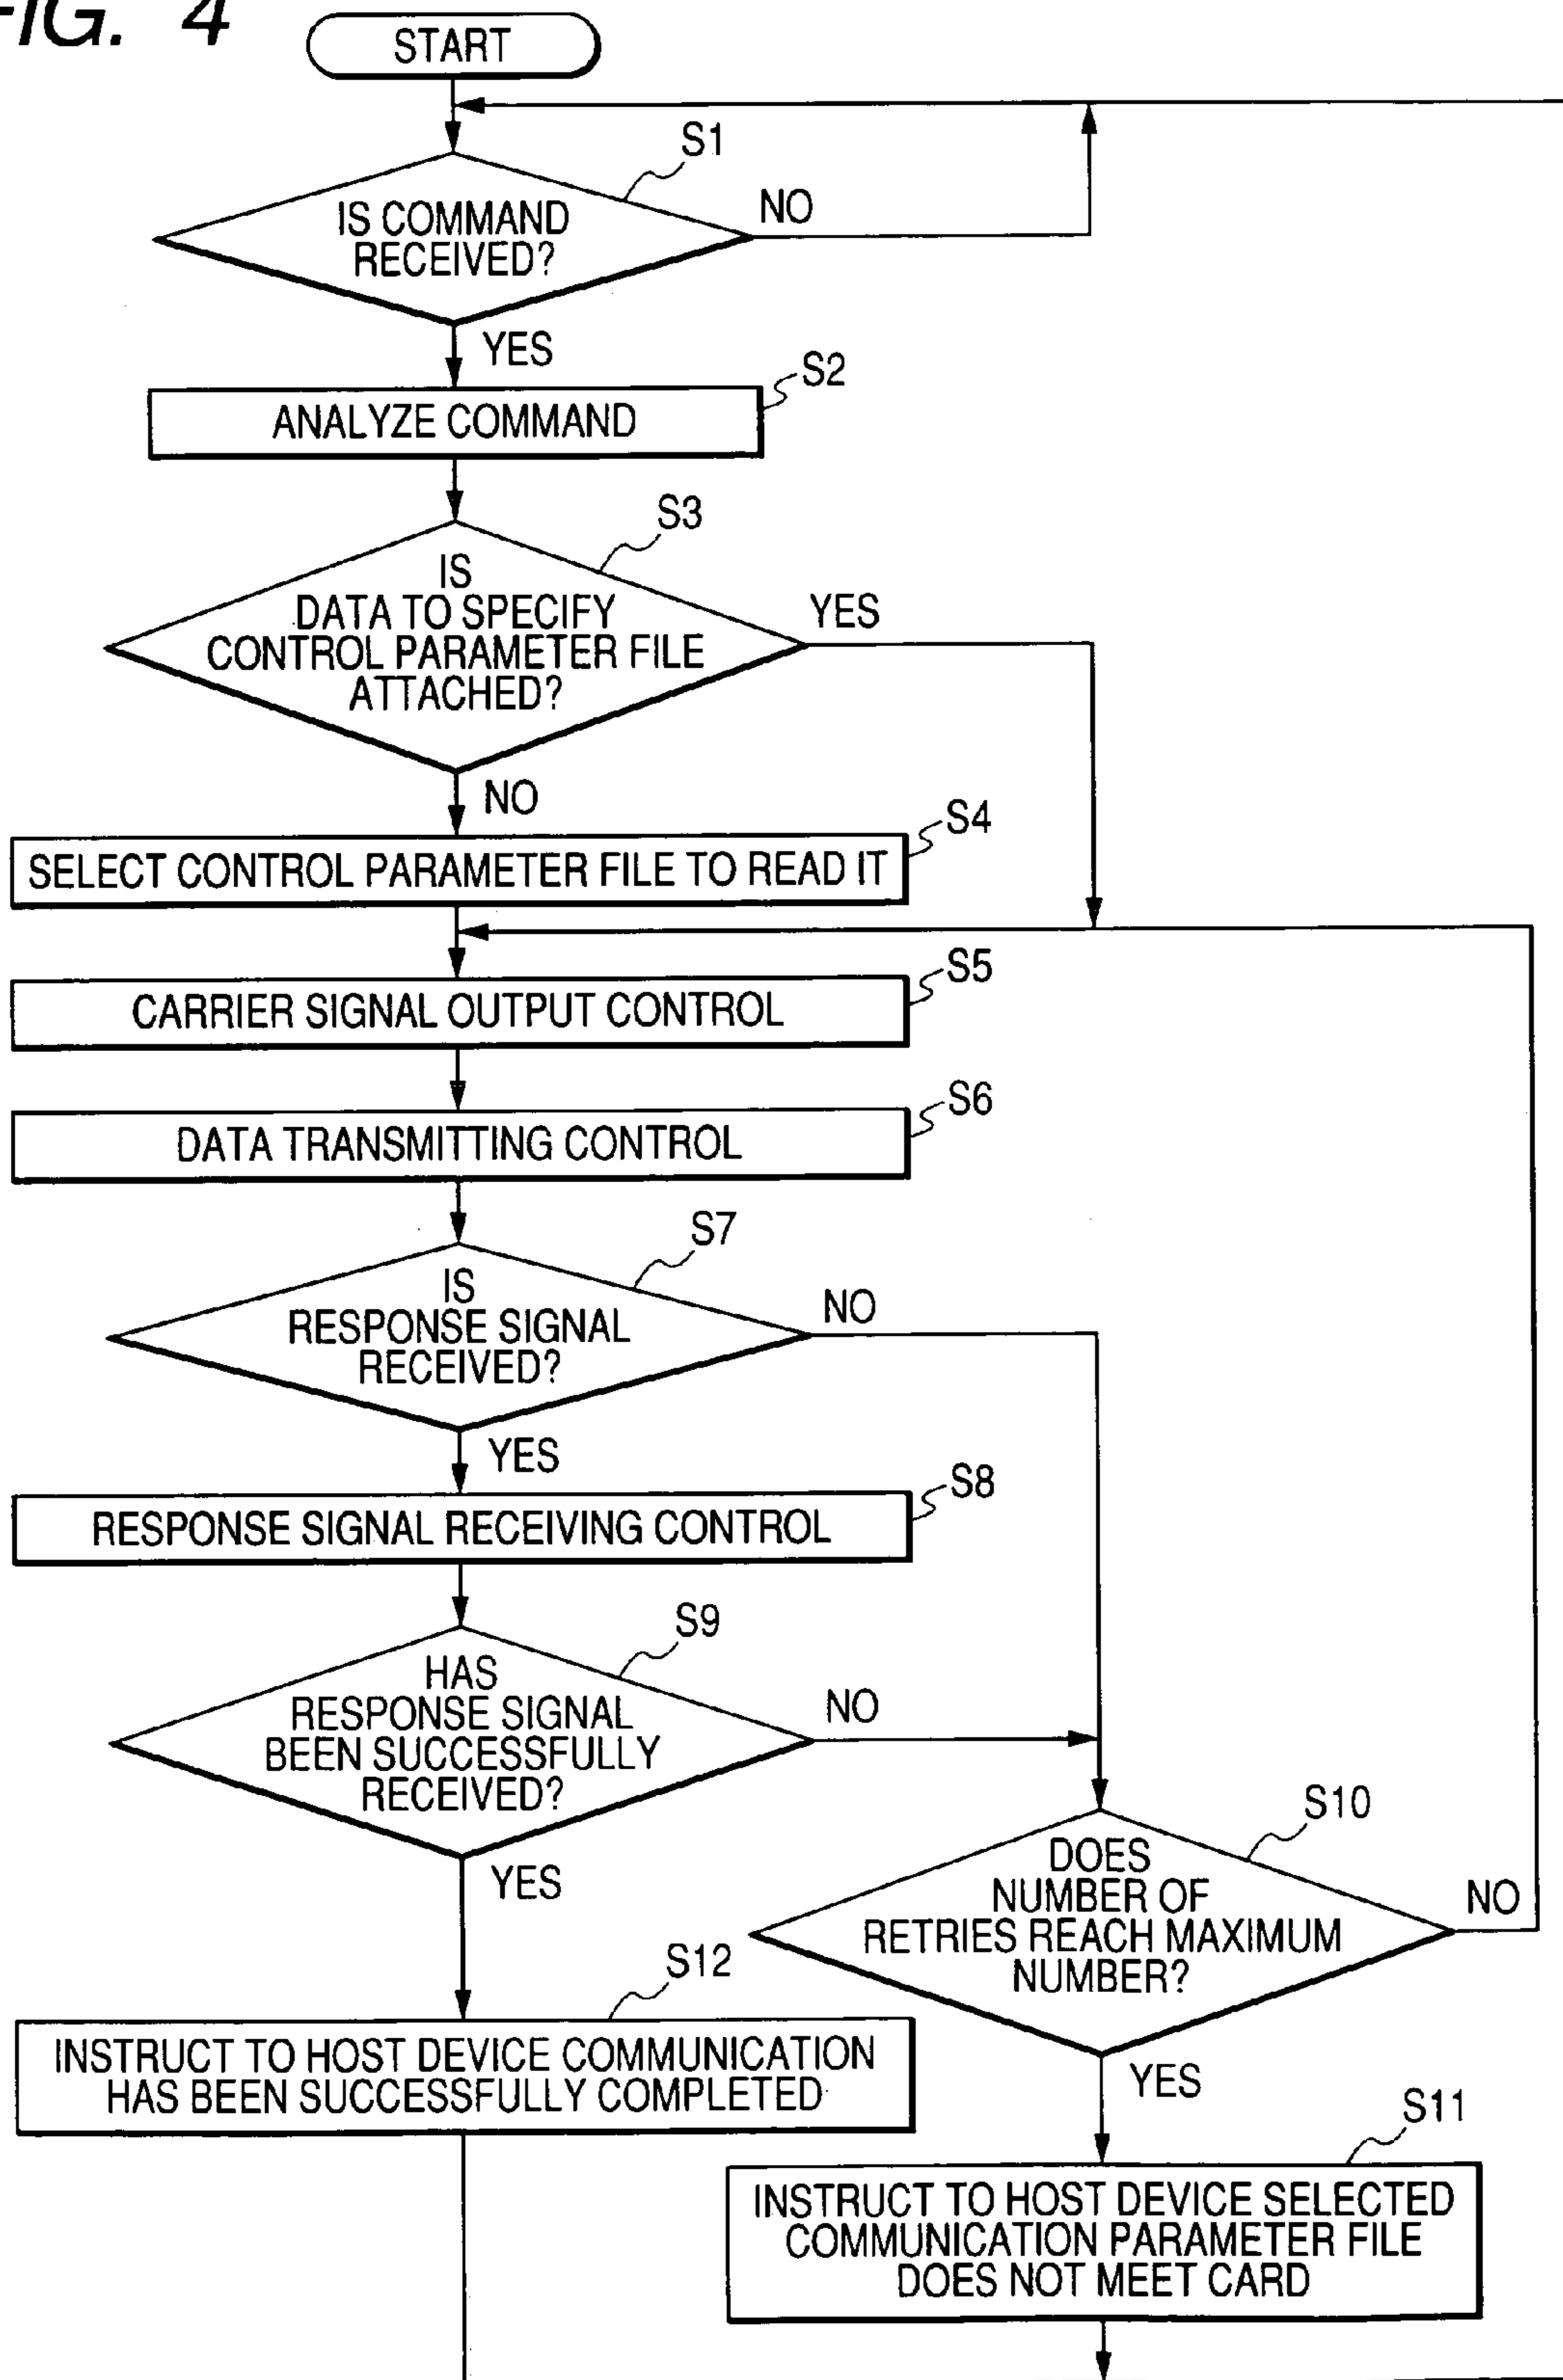 FIG. 4
START
S1
IS COMMAND
RECEIVED?
NO
YES
S2
ANALYZE COMMAND
S3
IS
DATA TO SPECIFY
CONTROL PARAMETER FILE
ATTACHED?
YES
NO
S4
SELECT CONTROL PARAMETER FILE TO READ IT
S5
CARRIER SIGNAL OUTPUT CONTROL
S6
DATA TRANSMITTING CONTROL
S7
IS
RESPONSE SIGNAL
RECEIVED?
NO
YES
S8
RESPONSE SIGNAL RECEIVING CONTROL
S9
HAS
RESPONSE SIGNAL
BEEN SUCCESSFULLY
RECEIVED?
NO
YES
S10
DOES
NUMBER OF
RETRIES REACH MAXIMUM
NUMBER?
NO
YES
S12
INSTRUCT TO HOST DEVICE COMMUNICATION
HAS BEEN SUCCESSFULLY COMPLETED
S11
INSTRUCT TO HOST DEVICE SELECTED
COMMUNICATION PARAMETER FILE
DOES NOT MEET CARD